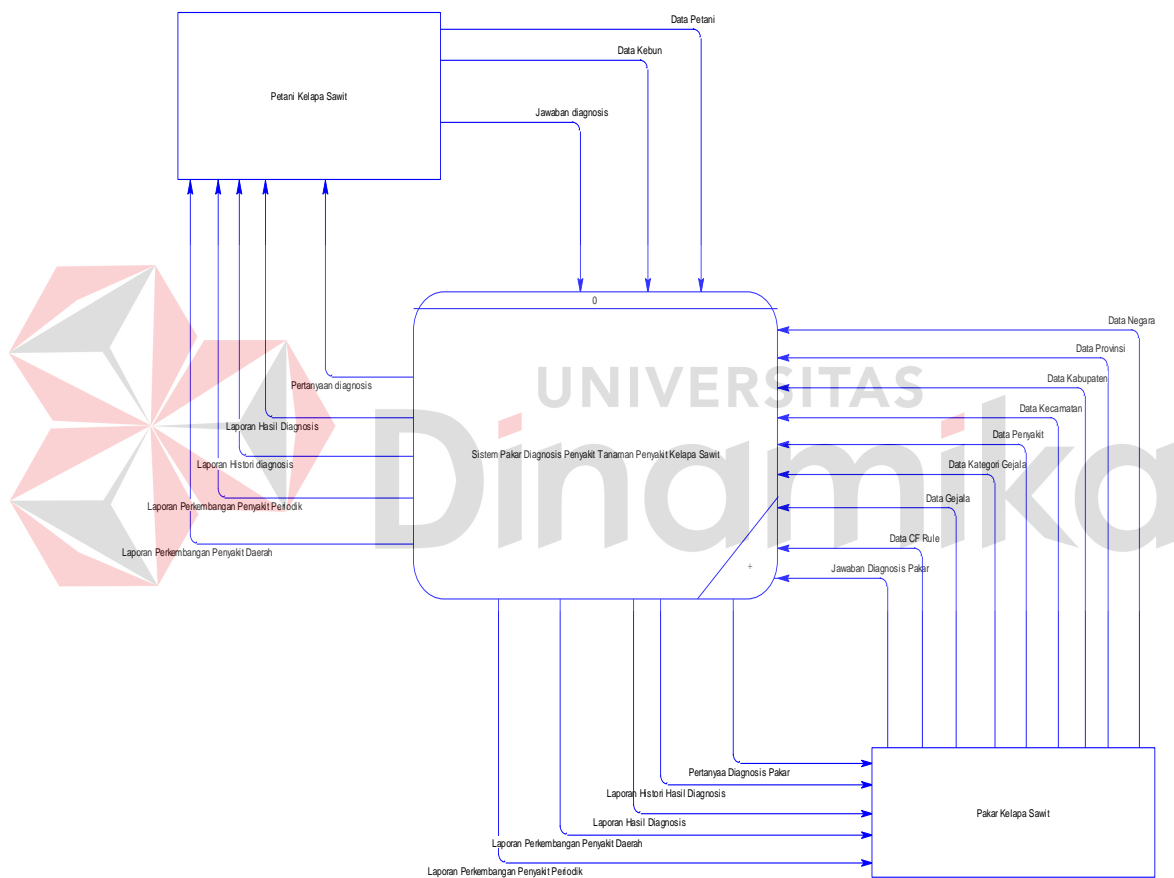 Data Petani
Data Kebun
Petani Kelapa Sawit
Jawaban diagnosis
0
Data Negara
Data Provinsi
Pertanyaan diagnosis
UNIVERSITAS
Data Kabupaten
Data Kecamatan
Laporan Hasil Diagnosis
Dinamika
Data Penyakit
Sistem Pakar Diagnosis Penyakit Tanaman Penyakit Kelapa Sawit
Laporan Histori diagnosis
Data Kategori Gejala
Data Gejala
Laporan Perkembangan Penyakit Periodik
Data CF Rule
Laporan Perkembangan Penyakit Daerah
+
Jawaban Diagnosis Pakar
Pertanyaa Diagnosis Pakar
Laporan Histori Hasil Diagnosis
Pakar Kelapa Sawit
Laporan Hasil Diagnosis
Laporan Perkembangan Penyakit Daerah
Laporan Perkembangan Penyakit Periodik